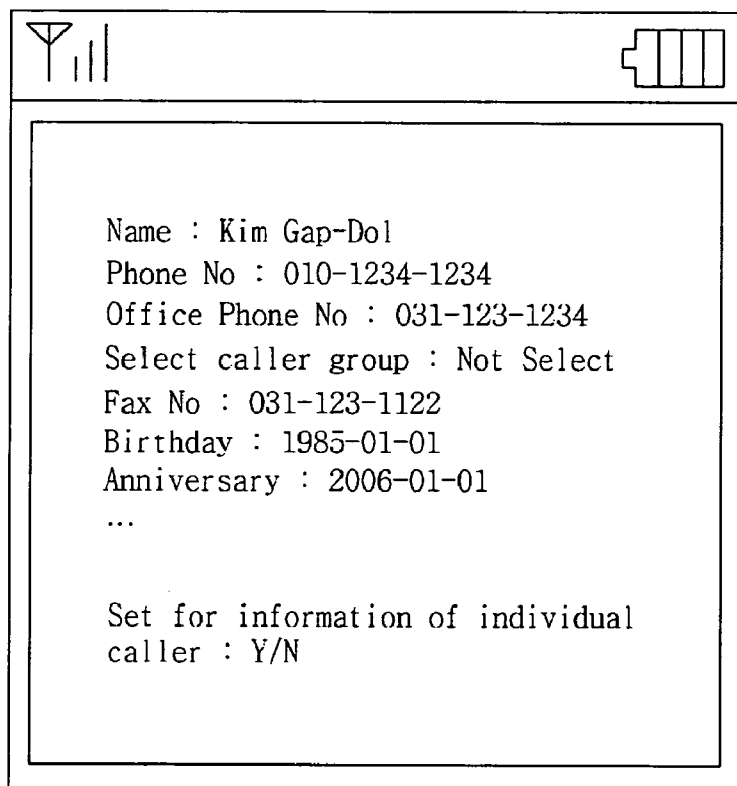 Name : Kim Gap-Dol
Phone No : 010-1234-1234
Office Phone No : 031-123-1234
Select caller group : Not Select
Fax No : 031-123-1122
Birthday : 1985-01-01
Anniversary : 2006-01-01
...
Set for information of individual
caller : Y/N